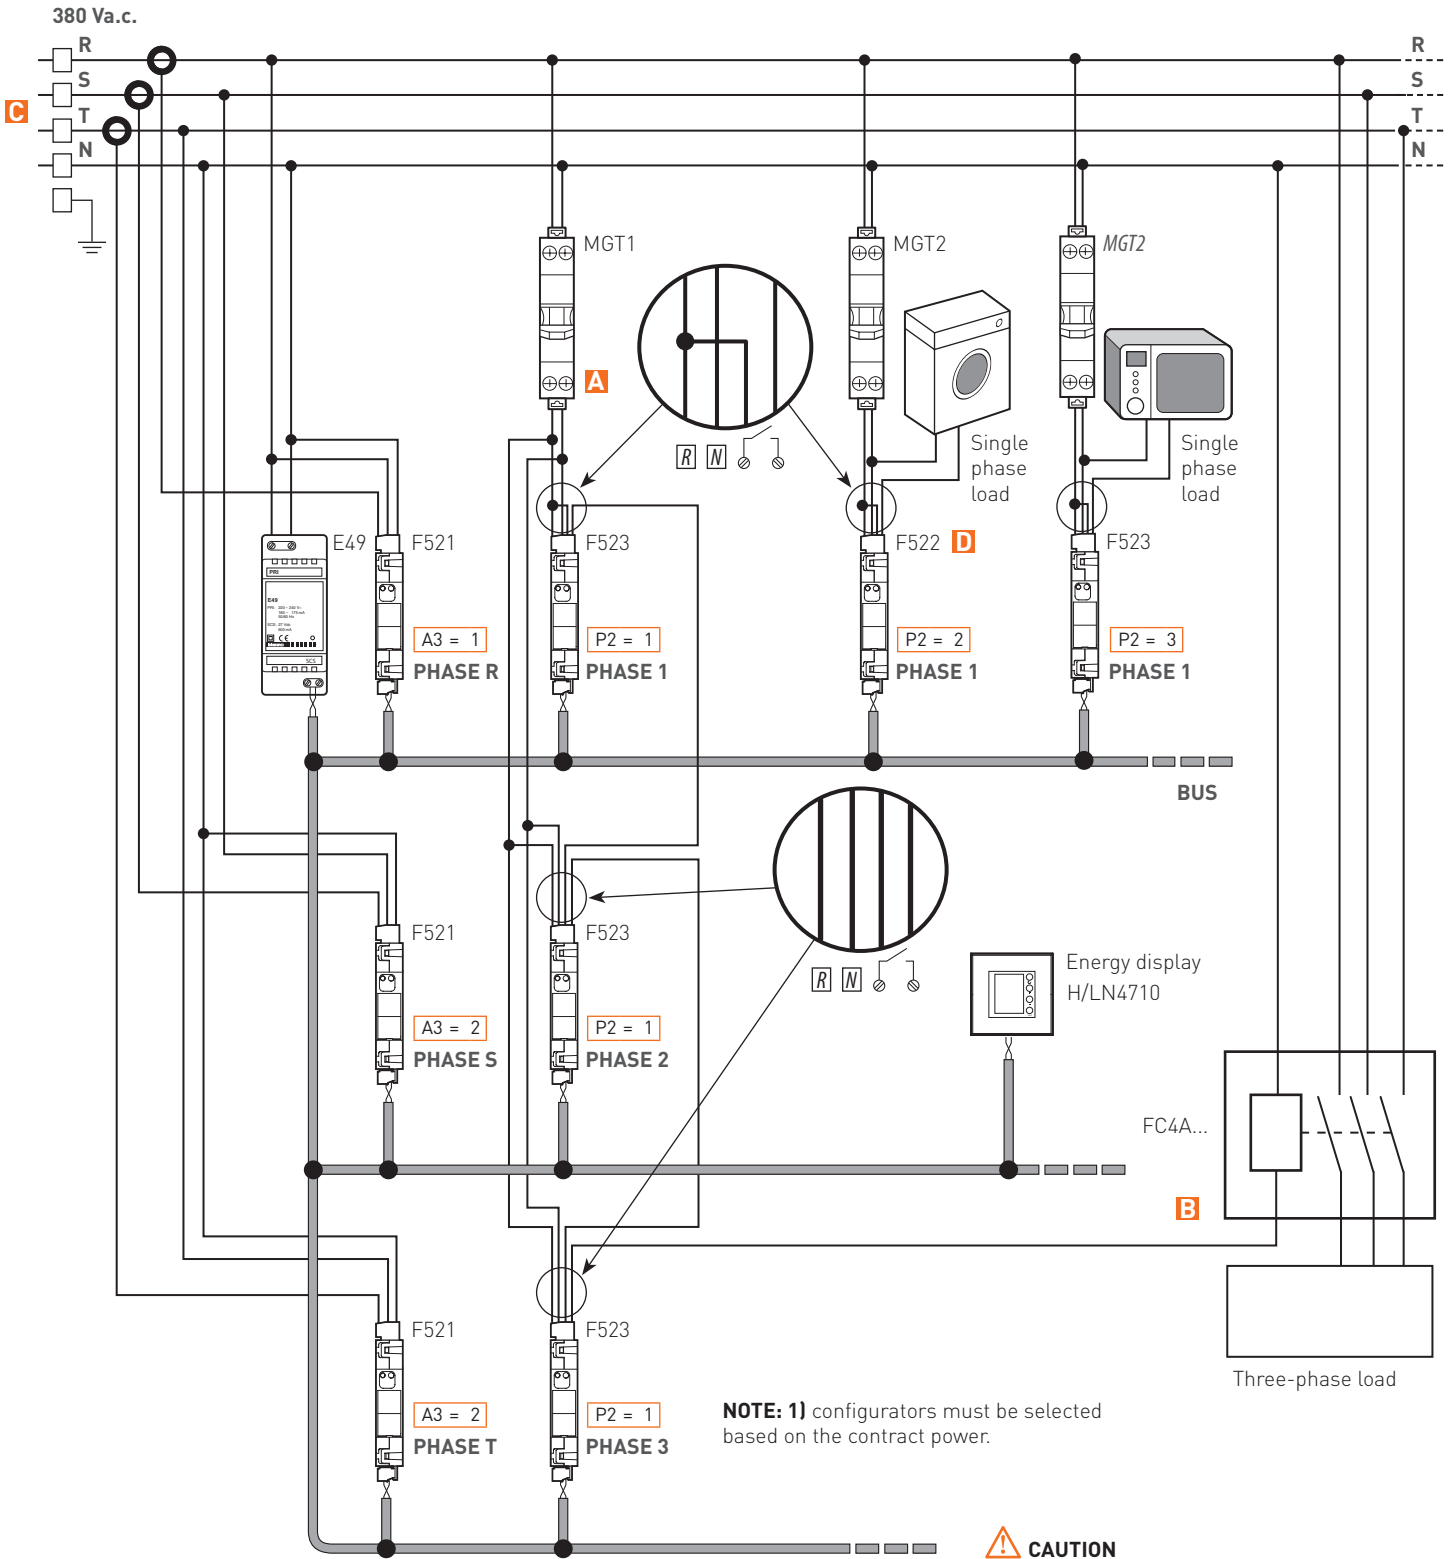 380 Va.c.
R
R
S
S
C
T
T
N
N
MGT1
MGT2
MGT2
A
R N
Single
phase
load
Single
phase
load
E49
F521
F523
F522 D
F523
PRI
E49
SCS
A3 = 1
P2 = 1
P2 = 2
P2 = 3
PHASE R
PHASE 1
PHASE 1
PHASE 1
BUS
F521
F523
R N
Energy display
H/LN4710
A3 = 2
P2 = 1
PHASE S
PHASE 2
FC4A...
B
F521
F523
Three-phase load
A3 = 2
P2 = 1
PHASE T
PHASE 3
NOTE: 1) configurators must be selected
based on the contract power.
CAUTION